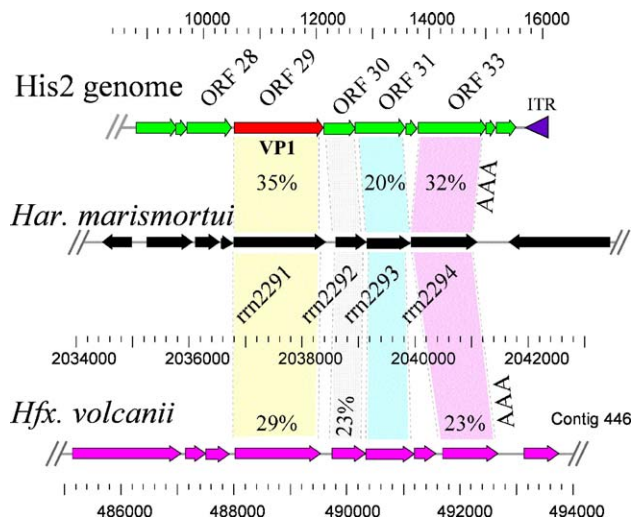 10000 12000 14000 16000
His2 genome
ORF 28 ORF 29 ORF 30 ORF 31 ORF 33 ITR
VP1
35% 20% 32% AAA
Har. marismortui
rrn2291 rrn2292 rrn2293 rrn2294
2034000 2036000 2038000 2040000 2042000
Hfx. volcanii
29% 23% 23% AAA Contig 446
486000 488000 490000 492000 494000